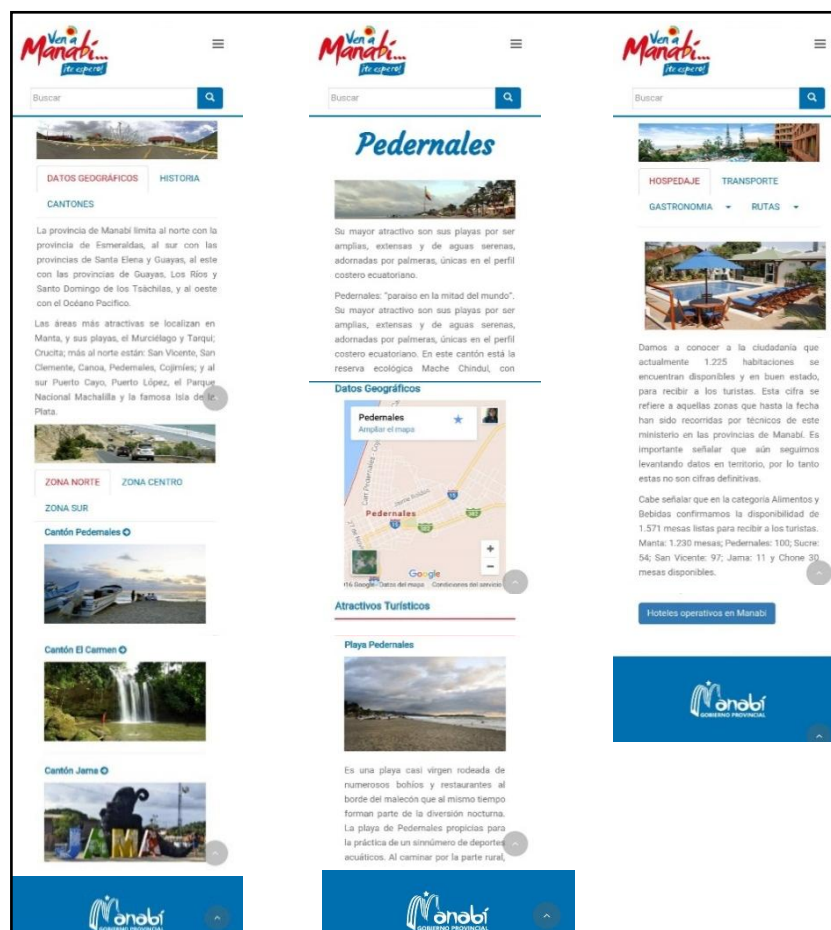 Ven a
Manabí...
¡te espero!
Buscar
DATOS GEOGRÁFICOS HISTORIA
CANTONES
La provincia de Manabí limita al norte con la
provincia de Esmeraldas, al sur con las
provincias de Santa Elena y Guayas, al este
con las provincias de Guayas, Los Ríos y
Santo Domingo de los Tsáchilas, y al oeste
con el Océano Pacífico.
Las áreas más atractivas se localizan en
Manta, y sus playas, el Murciélago y Tarqui;
Crucita; más al norte están: San Vicente, San
Clemente, Canoa, Pedernales, Cojimíes; y al
sur Puerto Cayo, Puerto López, el Parque
Nacional Machalilla y la famosa Isla de la
Plata.
ZONA NORTE ZONA CENTRO
ZONA SUR
Cantón Pedernales
Cantón El Carmen
Cantón Jama
JAMA
Manabí
GOBIERNO PROVINCIAL
Ven a
Manabí...
¡te espero!
Buscar
Pedernales
Su mayor atractivo son sus playas por ser
amplias, extensas y de aguas serenas,
adornadas por palmeras, únicas en el perfil
costero ecuatoriano.
Pedernales: "paraiso en la mitad del mundo".
Su mayor atractivo son sus playas por ser
amplias, extensas y de aguas serenas,
adornadas por palmeras, únicas en el perfil
costero ecuatoriano. En este cantón está la
reserva ecológica Mache Chindul, con
Datos Geográficos
Pedernales
Ampliar el mapa
Pedernales
Google
Datos del mapa Condiciones del servicio
Atractivos Turísticos
Playa Pedernales
Es una playa casi virgen rodeada de
numerosos bohíos y restaurantes al
borde del malecón que al mismo tiempo
forman parte de la diversión nocturna.
La playa de Pedernales propicias para
la práctica de un sinnúmero de deportes
acuáticos. Al caminar por la parte rural,
Manabí
GOBIERNO PROVINCIAL
Ven a
Manabí...
¡te espero!
Buscar
HOSPEDAJE TRANSPORTE
GASTRONOMIA RUTAS
Damos a conocer a la ciudadanía que
actualmente 1.225 habitaciones se
encuentran disponibles y en buen estado,
para recibir a los turistas. Esta cifra se
refiere a aquellas zonas que hasta la fecha
han sido recorridas por técnicos de este
ministerio en las provincias de Manabí. Es
importante señalar que aún seguimos
levantando datos en territorio, por lo tanto
estas no son cifras definitivas.
Cabe señalar que en la categoría Alimentos y
Bebidas confirmamos la disponibilidad de
1.571 mesas listas para recibir a los turistas.
Manta: 1.230 mesas; Pedernales: 100; Sucre:
54; San Vicente: 97; Jama: 11 y Chone 30
mesas disponibles.
Hoteles operativos en Manabí
Manabí
GOBIERNO PROVINCIAL